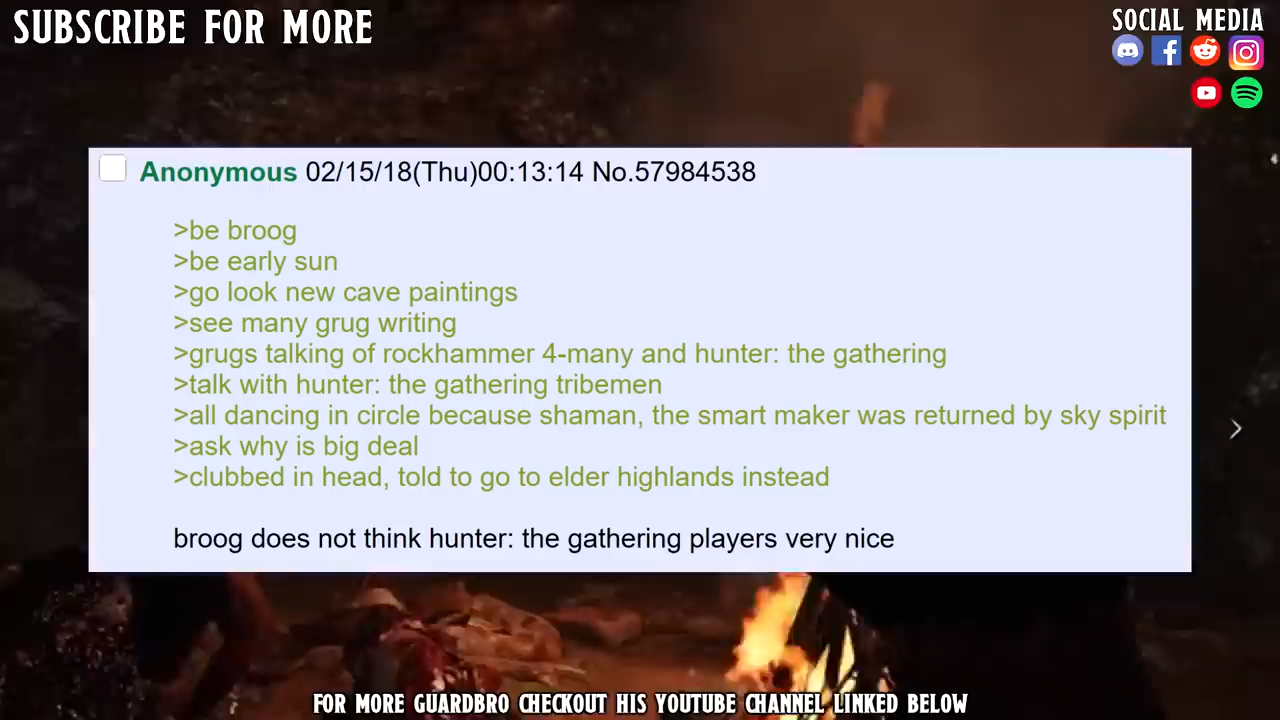 SUBSCRIBE FOR MORE
SOCIAL MEDIA
Anonymous 02/15/18(Thu)00:13:14 No.57984538
>be broog
>be early sun
>go look new cave paintings
>see many grug writing
>grugs talking of rockhammer 4-many and hunter: the gathering
>talk with hunter: the gathering tribemen
>all dancing in circle because shaman, the smart maker was returned by sky spirit
>ask why is big deal
>clubbed in head, told to go to elder highlands instead
broog does not think hunter: the gathering players very nice
FOR MORE GUARDBRO CHECKOUT HIS YOUTUBE CHANNEL LINKED BELOW